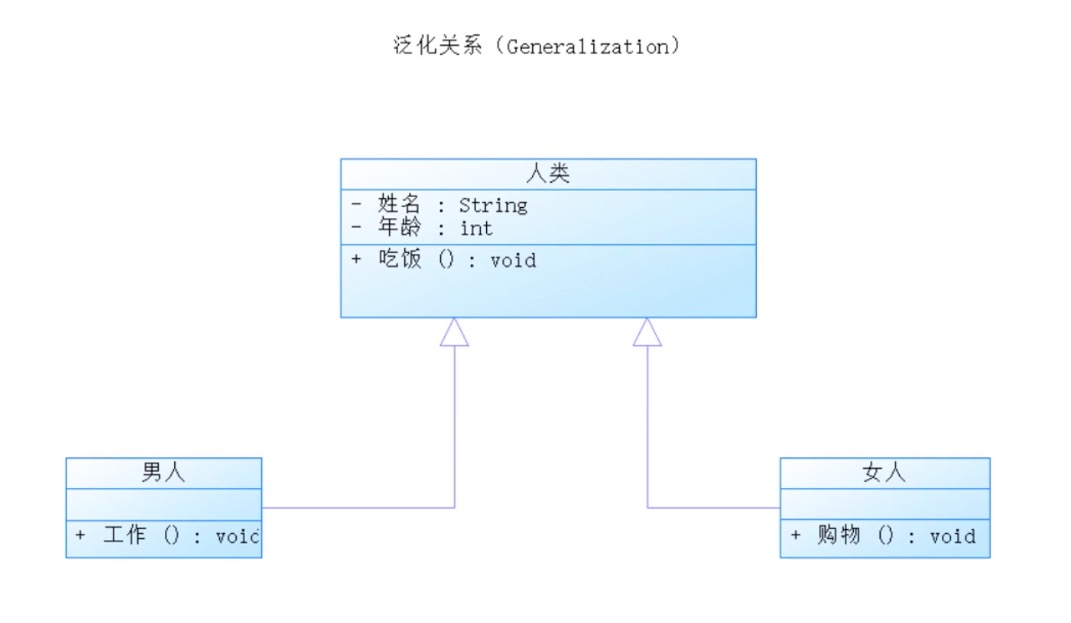 泛化关系（Generalization）
人类
- 姓名 : String
- 年龄 : int
+ 吃饭 () : void
男人
+ 工作 () : void
女人
+ 购物 () : void